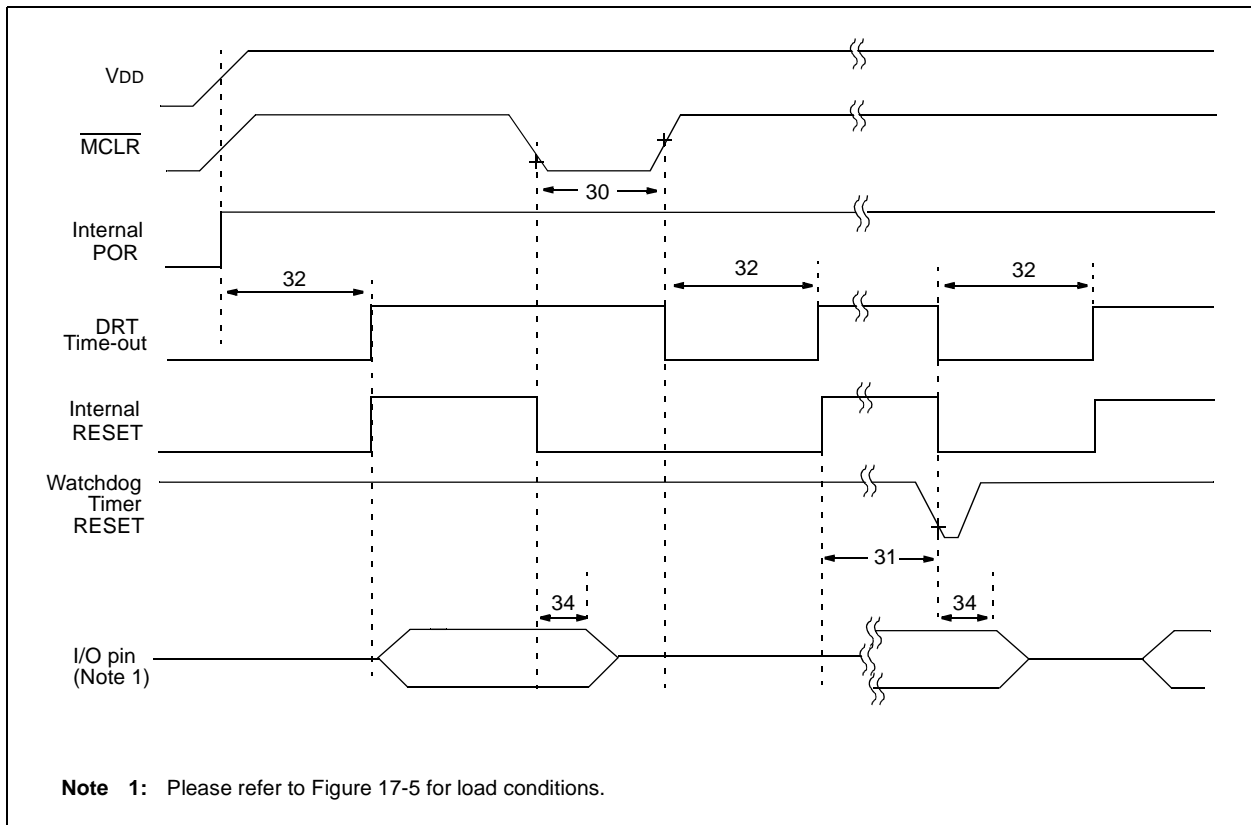 VDD
MCLR
30
Internal
POR
32
32
32
DRT
Time-out
Internal
RESET
Watchdog
Timer
RESET
31
34
34
I/O pin
(Note 1)
Note 1: Please refer to Figure 17-5 for load conditions.